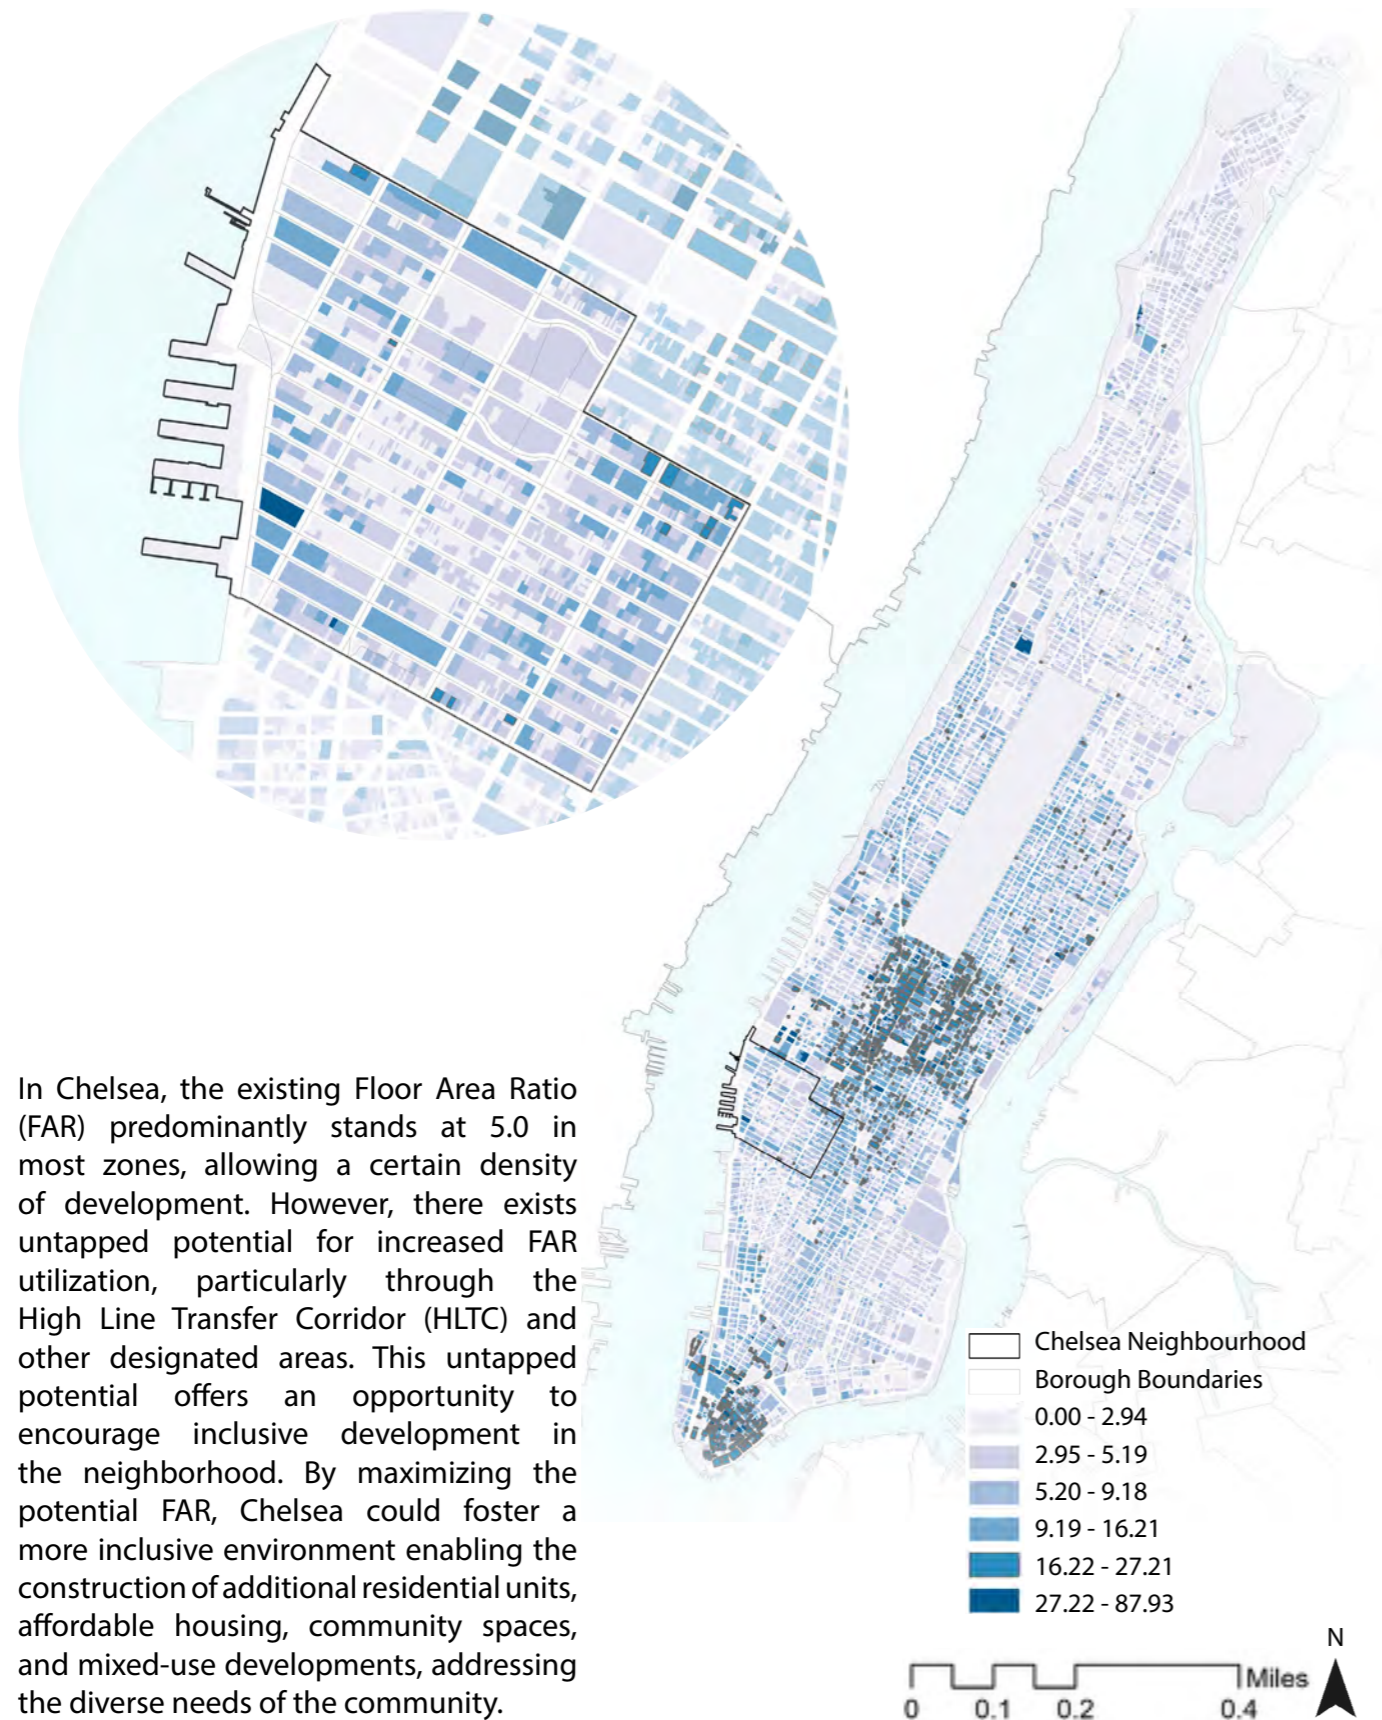 In Chelsea, the existing Floor Area Ratio
(FAR) predominantly stands at 5.0 in
most zones, allowing a certain density
of development. However, there exists
untapped potential for increased FAR
utilization, particularly through the
High Line Transfer Corridor (HLTC) and
other designated areas. This untapped
potential offers an opportunity to
encourage inclusive development in
the neighborhood. By maximizing the
potential FAR, Chelsea could foster a
more inclusive environment enabling the
construction of additional residential units,
affordable housing, community spaces,
and mixed-use developments, addressing
the diverse needs of the community.
Chelsea Neighbourhood
Borough Boundaries
0.00 - 2.94
2.95 - 5.19
5.20 - 9.18
9.19 - 16.21
16.22 - 27.21
27.22 - 87.93
N
Miles
0 0.1 0.2 0.4